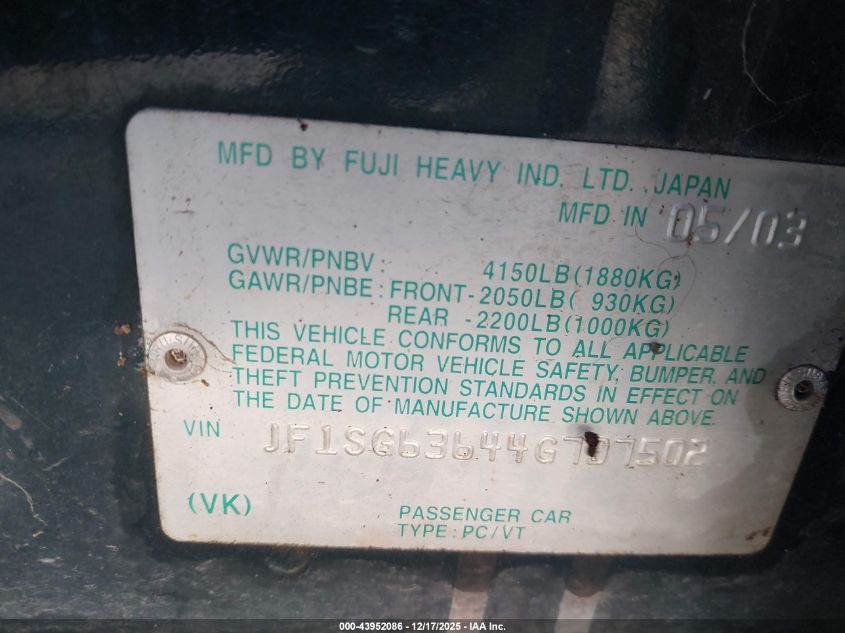 MFD BY FUJI HEAVY IND. LTD. JAPAN
MFD IN 05/03
GVWR/PNBV: 4150LB(1880KG)
GAWR/PNBE: FRONT-2050LB( 930KG)
REAR -2200LB(1000KG)
THIS VEHICLE CONFORMS TO ALL APPLICABLE
FEDERAL MOTOR VEHICLE SAFETY, BUMPER, AND
THEFT PREVENTION STANDARDS IN EFFECT ON
THE DATE OF MANUFACTURE SHOWN ABOVE.
VIN JF1SG63644G707502
(VK)
PASSENGER CAR
TYPE: PC/VT
000-43952086 - 12/17/2025 - IAA Inc.